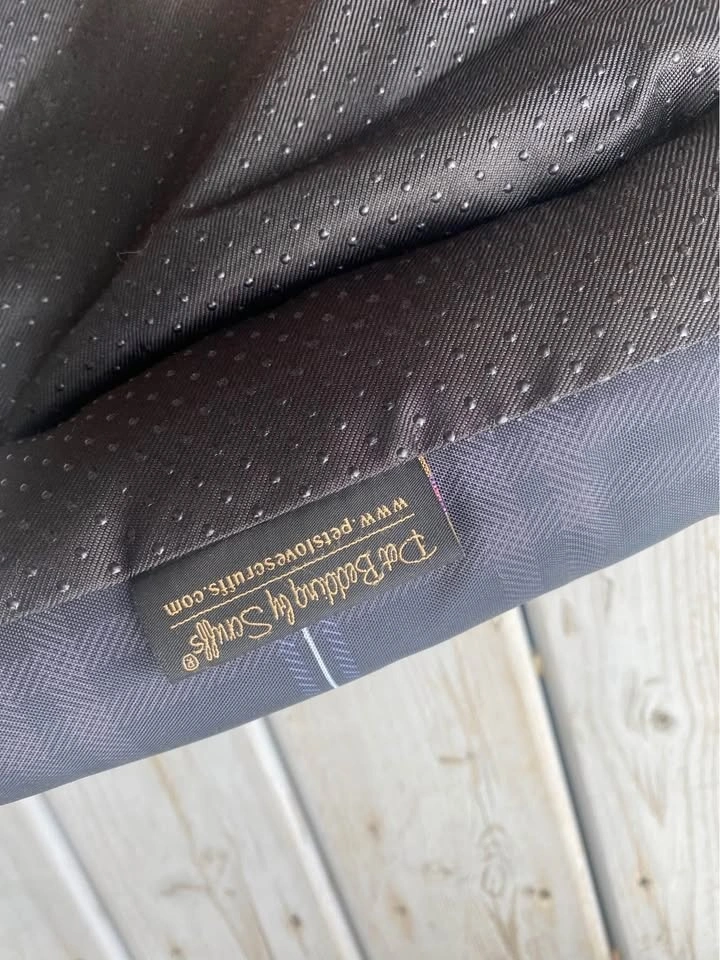 Pet Bedding by Scruffs®
www.petslovescruffs.com